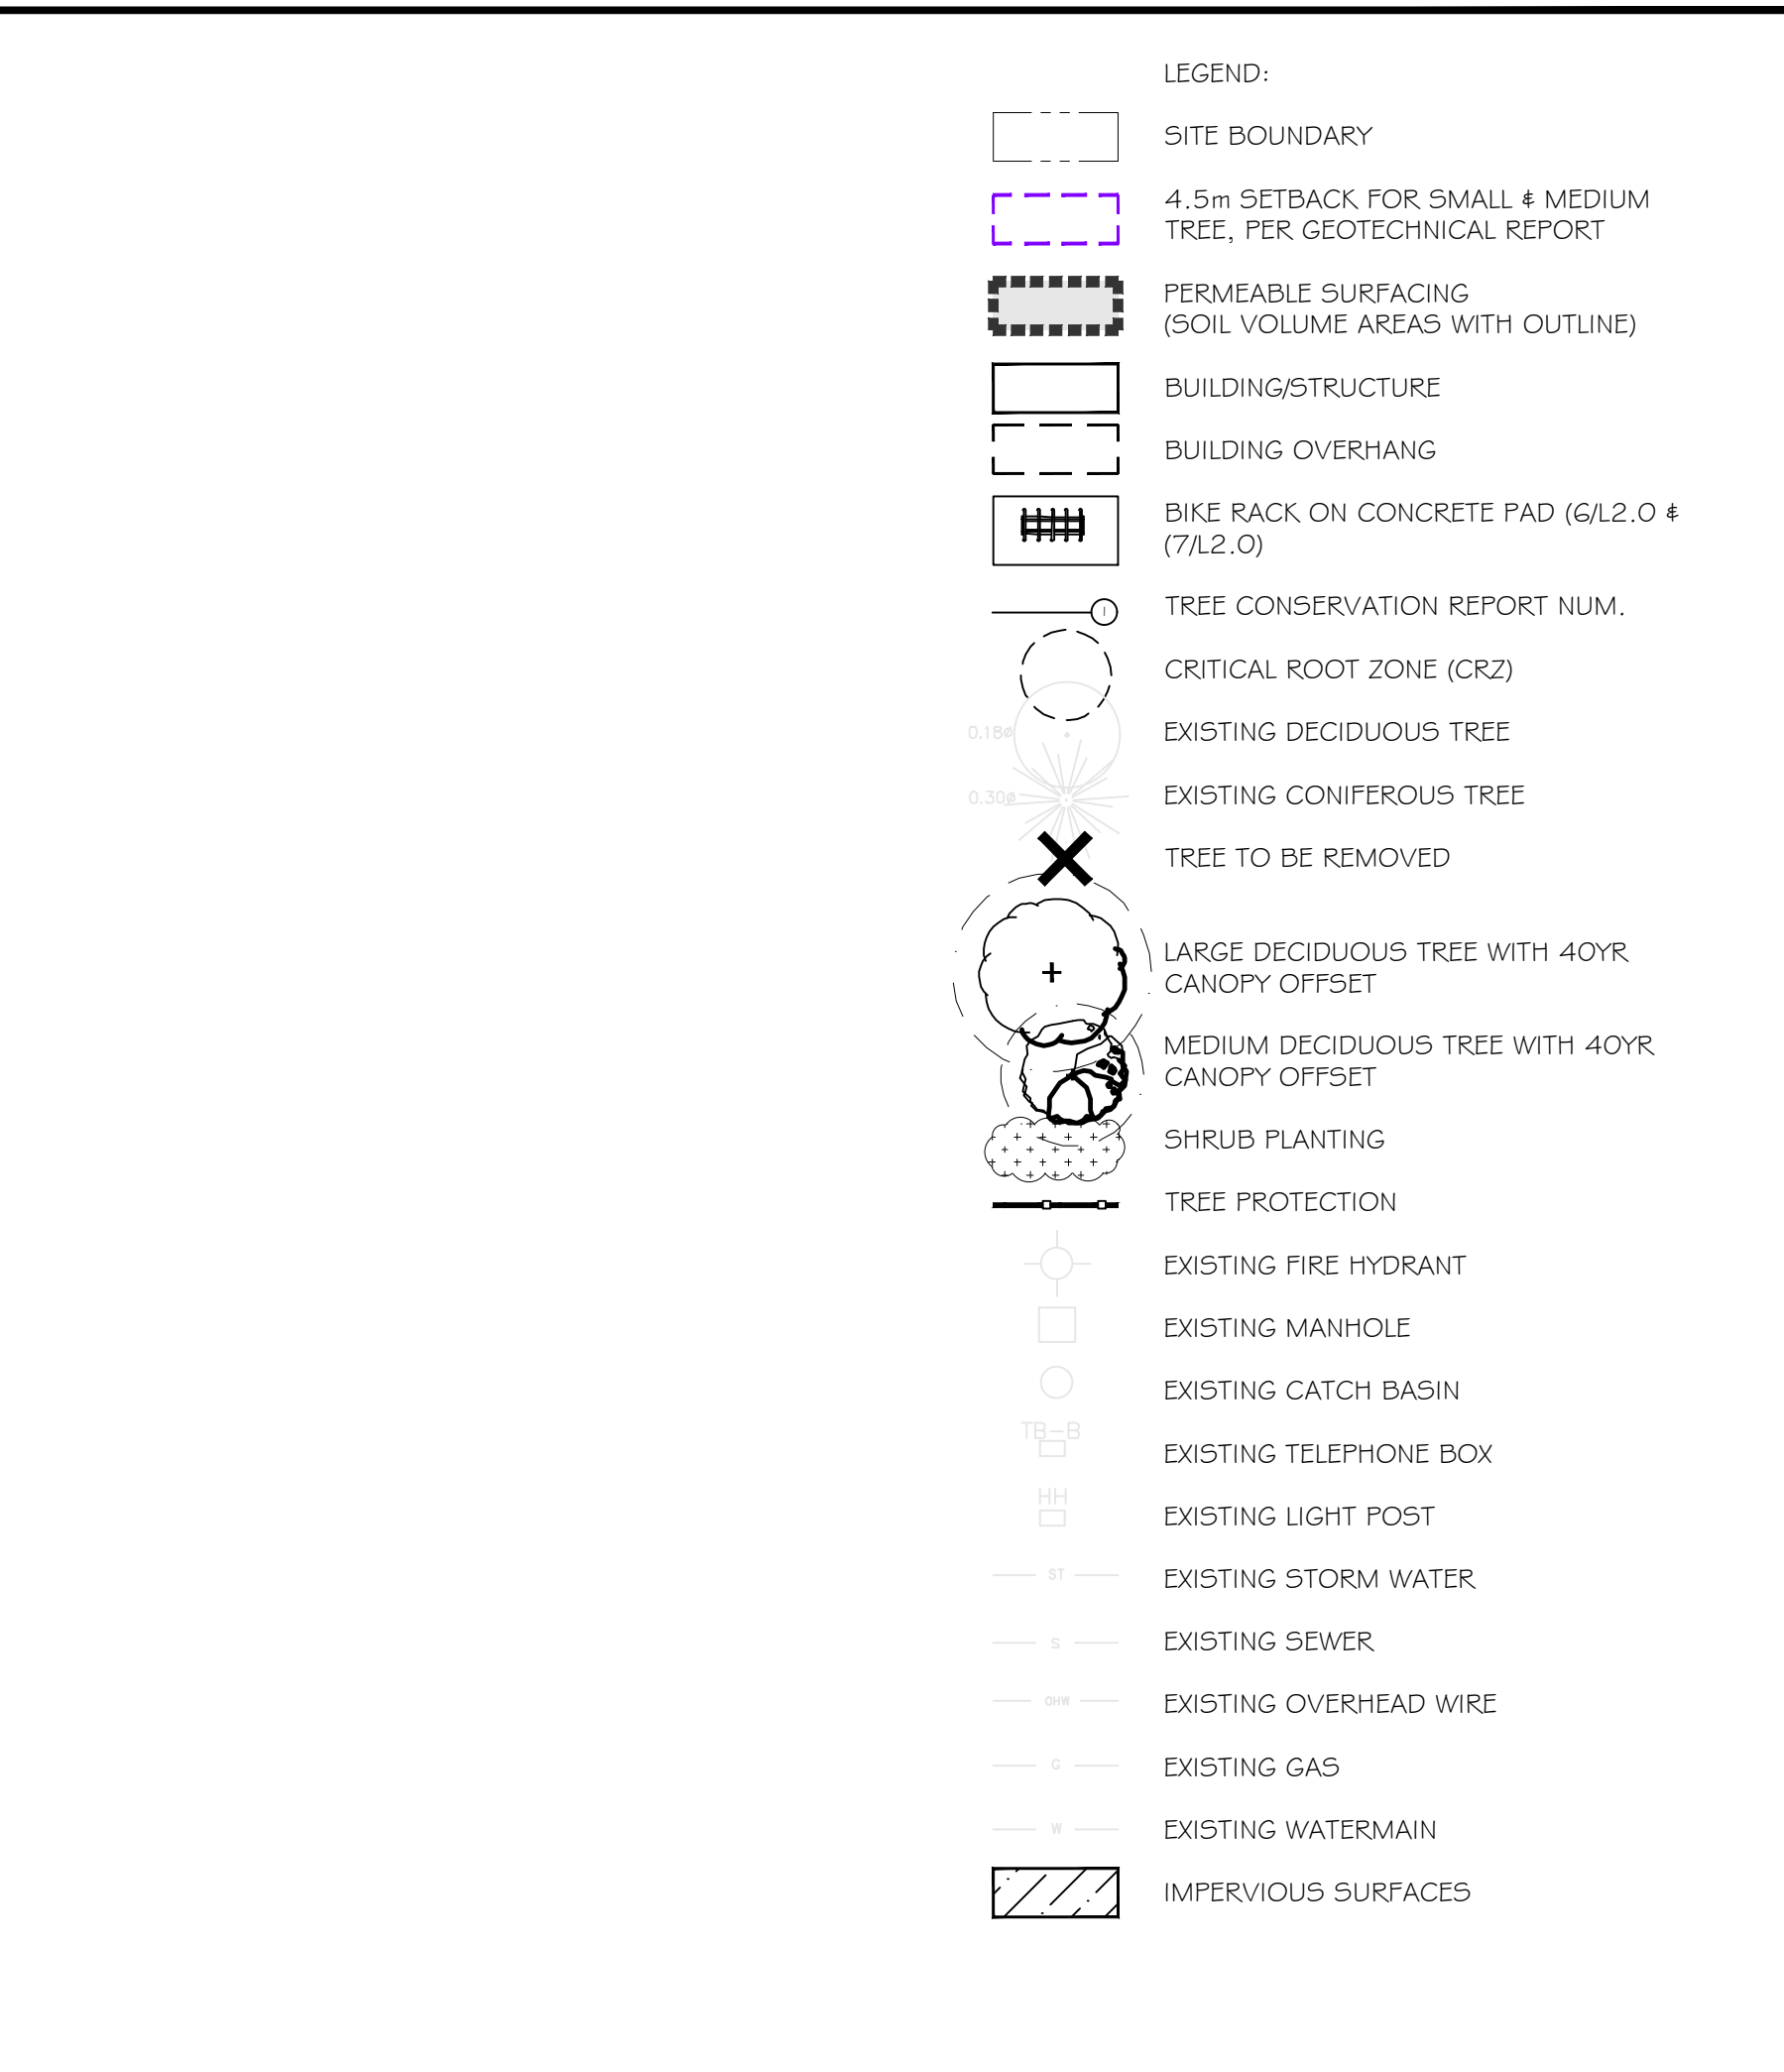 LEGEND:
SITE BOUNDARY
4.5m SETBACK FOR SMALL & MEDIUM
TREE, PER GEOTECHNICAL REPORT
PERMEABLE SURFACING
(SOIL VOLUME AREAS WITH OUTLINE)
BUILDING/STRUCTURE
BUILDING OVERHANG
BIKE RACK ON CONCRETE PAD (6/L2.0 &
(7/L2.0)
1 TREE CONSERVATION REPORT NUM.
CRITICAL ROOT ZONE (CRZ)
0.18ø EXISTING DECIDUOUS TREE
0.30ø EXISTING CONIFEROUS TREE
TREE TO BE REMOVED
LARGE DECIDUOUS TREE WITH 40YR
CANOPY OFFSET
MEDIUM DECIDUOUS TREE WITH 40YR
CANOPY OFFSET
SHRUB PLANTING
TREE PROTECTION
EXISTING FIRE HYDRANT
EXISTING MANHOLE
EXISTING CATCH BASIN
TB-B
EXISTING TELEPHONE BOX
HH
EXISTING LIGHT POST
ST EXISTING STORM WATER
S EXISTING SEWER
OHW EXISTING OVERHEAD WIRE
G EXISTING GAS
W EXISTING WATERMAIN
IMPERVIOUS SURFACES